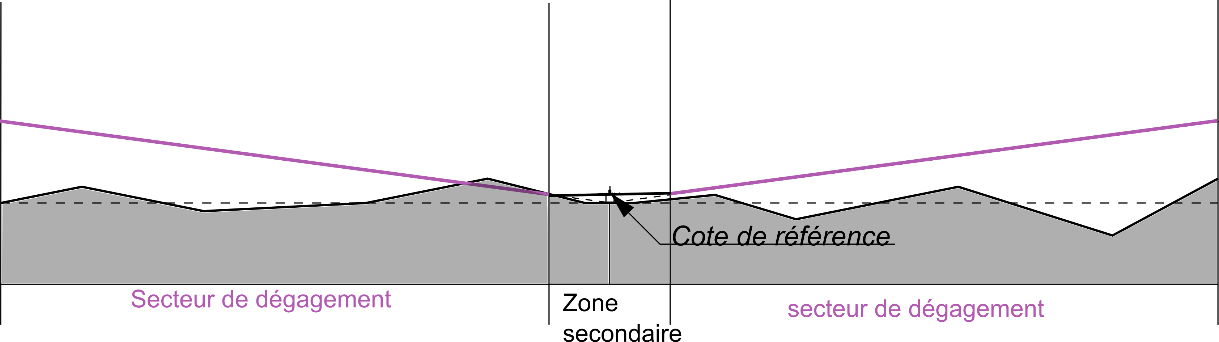 Cote de référence
Secteur de dégagement
Zone
secondaire
secteur de dégagement